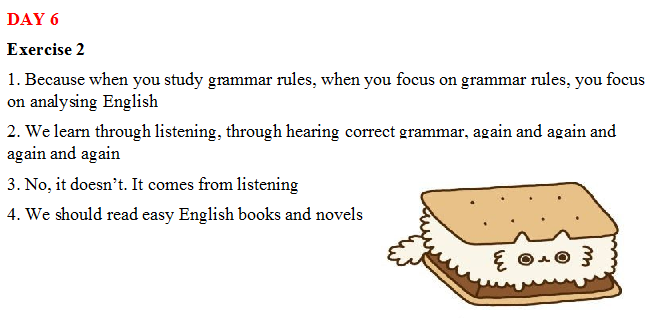 DAY 6
Exercise 2
1. Because when you study grammar rules, when you focus on grammar rules, you focus
on analysing English
2. We learn through listening, through hearing correct grammar, again and again and
again and again
3. No, it doesn’t. It comes from listening
4. We should read easy English books and novels